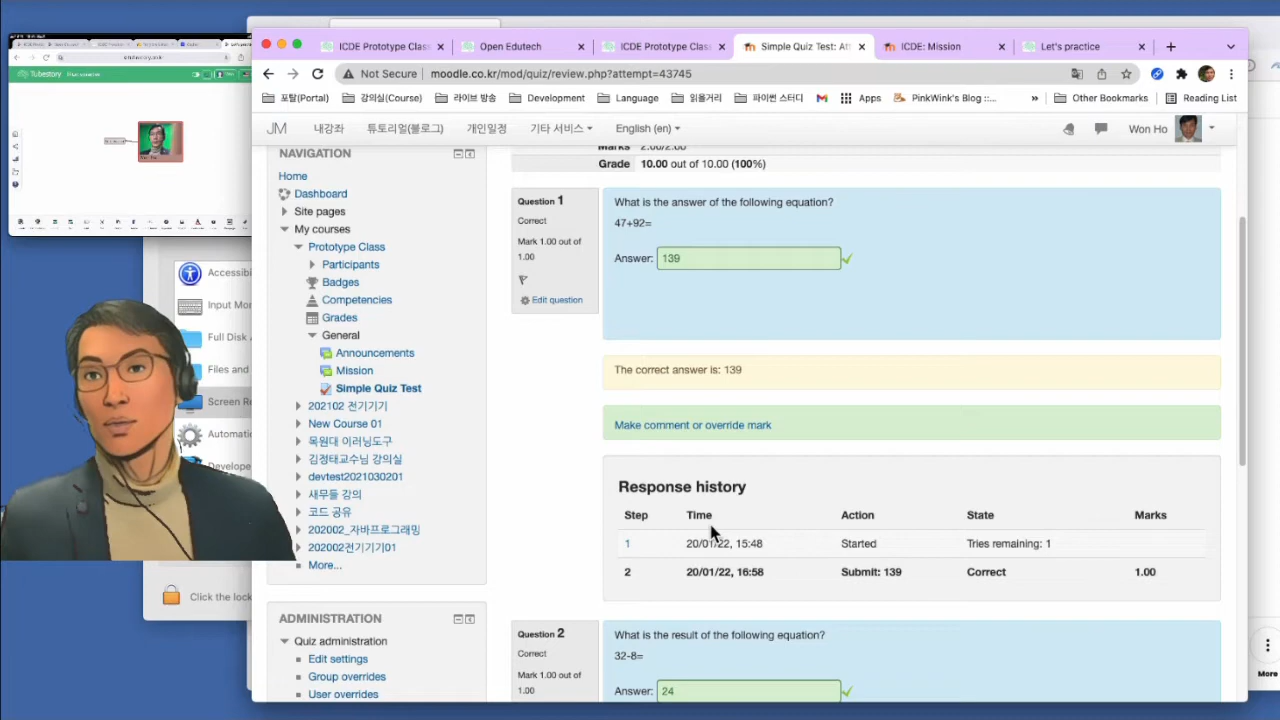 ICDE Prototype Class
Open Edutech
ICDE Prototype Class
Simple Quiz Test: At
ICDE: Mission
Let's practice
Not Secure
moodle.co.kr/mod/quiz/review.php?attempt=43745
포탈(Portal)
강의실(Course)
라이브 방송
Development
Language
읽을거리
파이썬 스터디
Apps
PinkWink's Blog ::...
»
Other Bookmarks
Reading List
JM
내강좌
튜토리얼(블로그)
개인일정
기타 서비스
English (en)
Won Ho
Tubestory
NAVIGATION
Home
Dashboard
Site pages
My courses
Prototype Class
Participants
Badges
Competencies
Grades
General
Announcements
Mission
Simple Quiz Test
202102 전기기기
New Course 01
목원대 이러닝도구
김정태교수님 강의실
devtest2021030201
새무들 강의
코드 공유
202002_자바프로그래밍
202002전기기기01
More...
ADMINISTRATION
Quiz administration
Edit settings
Group overrides
User overrides
Marks 2.00/2.00
Grade 10.00 out of 10.00 (100%)
Question 1
Correct
Mark 1.00 out of
1.00
Edit question
What is the answer of the following equation?
47+92=
Answer: 139
The correct answer is: 139
Make comment or override mark
Response history
Step Time Action State Marks
1 20/01/22, 15:48 Started Tries remaining: 1
2 20/01/22, 16:58 Submit: 139 Correct 1.00
Question 2
Correct
Mark 1.00 out of
1.00
What is the result of the following equation?
32-8=
Answer: 24
Accessibi
Input Mor
Full Disk
Files and
Screen Re
Automati
Develope
Click the lock
More